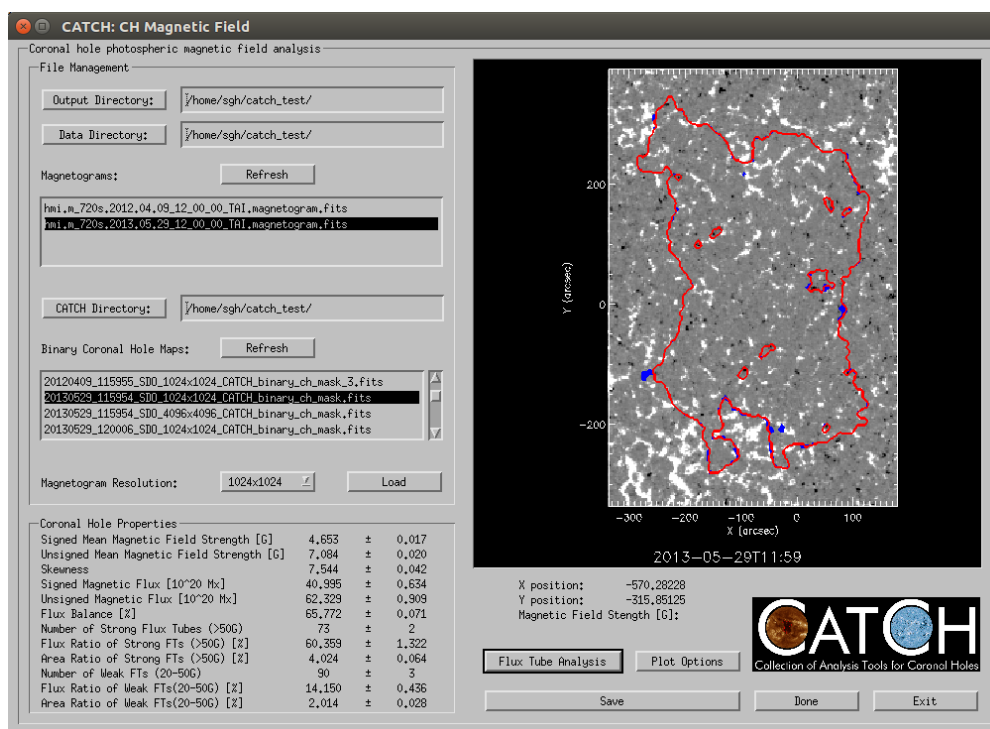 CATCH: CH Magnetic Field
Coronal hole photospheric magnetic field analysis
File Management
Output Directory: /home/sgh/catch_test/
Data Directory: /home/sgh/catch_test/
Magnetograms: Refresh
hmi.m_720s.2012.04.09_12_00_00_TAI.magnetogram.fits
hmi.m_720s.2013.05.29_12_00_00_TAI.magnetogram.fits
CATCH Directory: /home/sgh/catch_test/
Binary Coronal Hole Maps: Refresh
20120409_115955_SDO_1024x1024_CATCH_binary_ch_mask_3.fits
20130529_115954_SDO_1024x1024_CATCH_binary_ch_mask.fits
20130529_115954_SDO_4096x4096_CATCH_binary_ch_mask.fits
20130529_120006_SDO_1024x1024_CATCH_binary_ch_mask.fits
Magnetogram Resolution: 1024x1024 Load
Coronal Hole Properties
Signed Mean Magnetic Field Strength [G] 4.653 ± 0.017
Unsigned Mean Magnetic Field Strength [G] 7.084 ± 0.020
Skewness 7.544 ± 0.042
Signed Magnetic Flux [10^20 Mx] 40.995 ± 0.634
Unsigned Magnetic Flux [10^20 Mx] 62.329 ± 0.909
Flux Balance [%] 65.772 ± 0.071
Number of Strong Flux Tubes (>50G) 73 ± 2
Flux Ratio of Strong FTs (>50G) [%] 60.359 ± 1.322
Area Ratio of Strong FTs (>50G) [%] 4.024 ± 0.064
Number of Weak FTs (20-50G) 90 ± 3
Flux Ratio of Weak FTs(20-50G) [%] 14.150 ± 0.436
Area Ratio of Weak FTs(20-50G) [%] 2.014 ± 0.028
200
0
-200
Y (arcsec)
-300 -200 -100 0 100
X (arcsec)
2013-05-29T11:59
X position: -570.28228
Y position: -315.85125
Magnetic Field Stength [G]:
CATCH
Collection of Analysis Tools for Coronal Holes
Flux Tube Analysis Plot Options
Save Done Exit